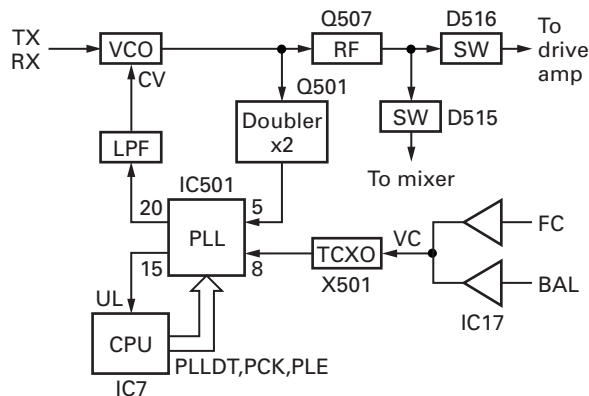 Q507
D516
To
drive
amp
TX
RX
VCO
RF
SW
CV
Q501
Doubler
x2
SW
D515
LPF
To mixer
IC501
20
5
PLL
VC
FC
15
8
TCXO
X501
BAL
UL
IC17
CPU
PLLDT,PCK,PLE
IC7